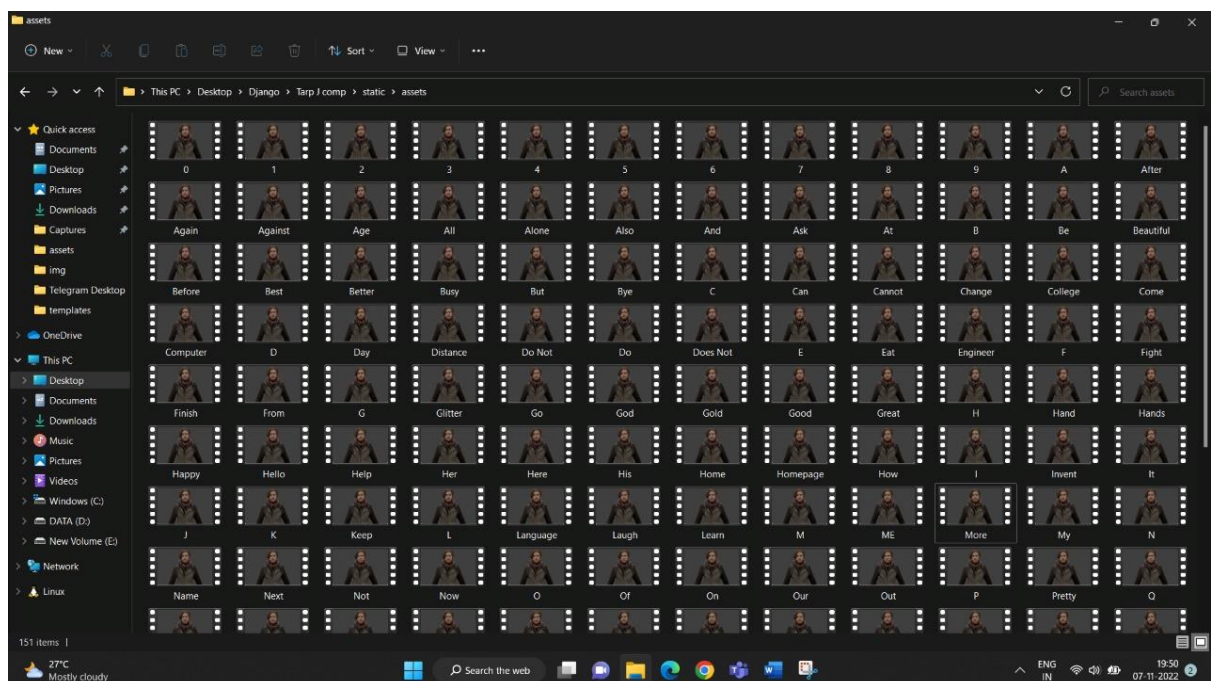 assets
New Sort View
This PC > Desktop > Django > Tarp J comp > static > assets Search assets
Quick access
Documents
Desktop
Pictures
Downloads
Captures
assets
img
Telegram Desktop
templates
OneDrive
This PC
Desktop
Documents
Downloads
Music
Pictures
Videos
Windows (C:)
DATA (D:)
New Volume (E:)
Network
Linux
0 1 2 3 4 5 6 7 8 9 A After
Again Against Age All Alone Also And Ask At B Be Beautiful
Before Best Better Busy But Bye C Can Cannot Change College Come
Computer D Day Distance Do Not Do Does Not E Eat Engineer F Fight
Finish From G Glitter Go God Gold Good Great H Hand Hands
Happy Hello Help Her Here His Home Homepage How I Invent It
J K Keep L Language Laugh Learn M ME More My N
Name Next Not Now O Of On Our Out P Pretty Q
151 items
27°C
Mostly cloudy
Search the web
ENG
IN
19:50
07-11-2022
2